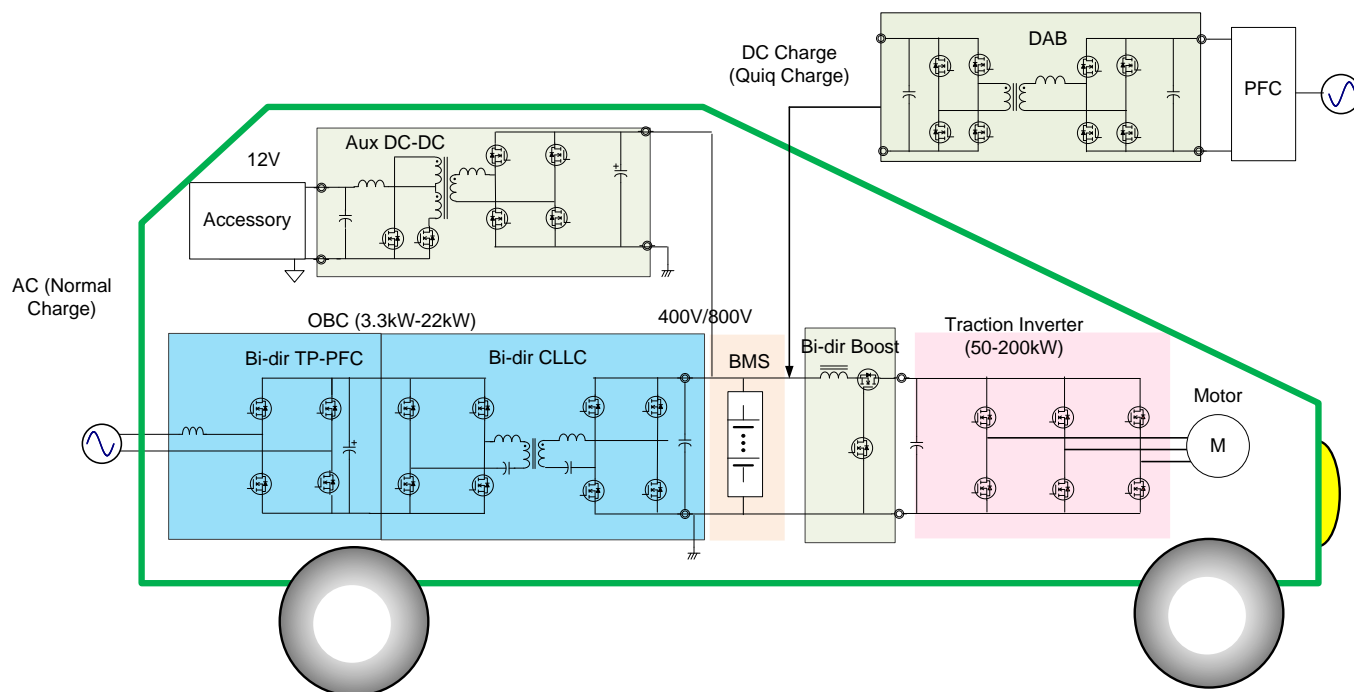 DAB
DC Charge
(Quiq Charge)
PFC
Aux DC-DC
12V
Accessory
AC (Normal
Charge)
OBC (3.3kW-22kW)
400V/800V
Traction Inverter
(50-200kW)
Bi-dir TP-PFC
Bi-dir CLLC
BMS
Bi-dir Boost
Motor
M